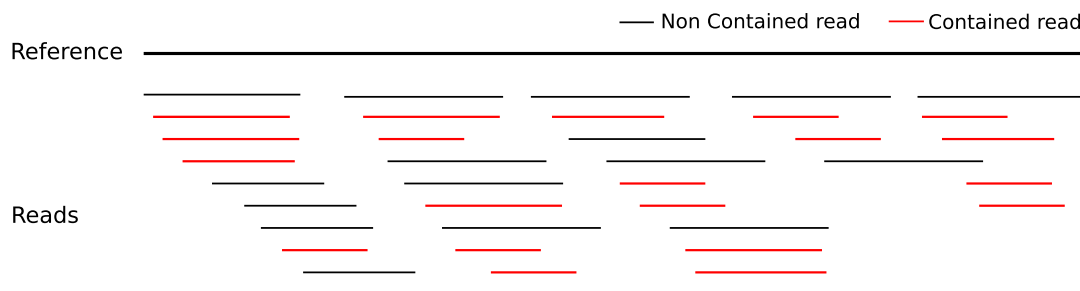 Non Contained read
Contained read
Reference
Reads